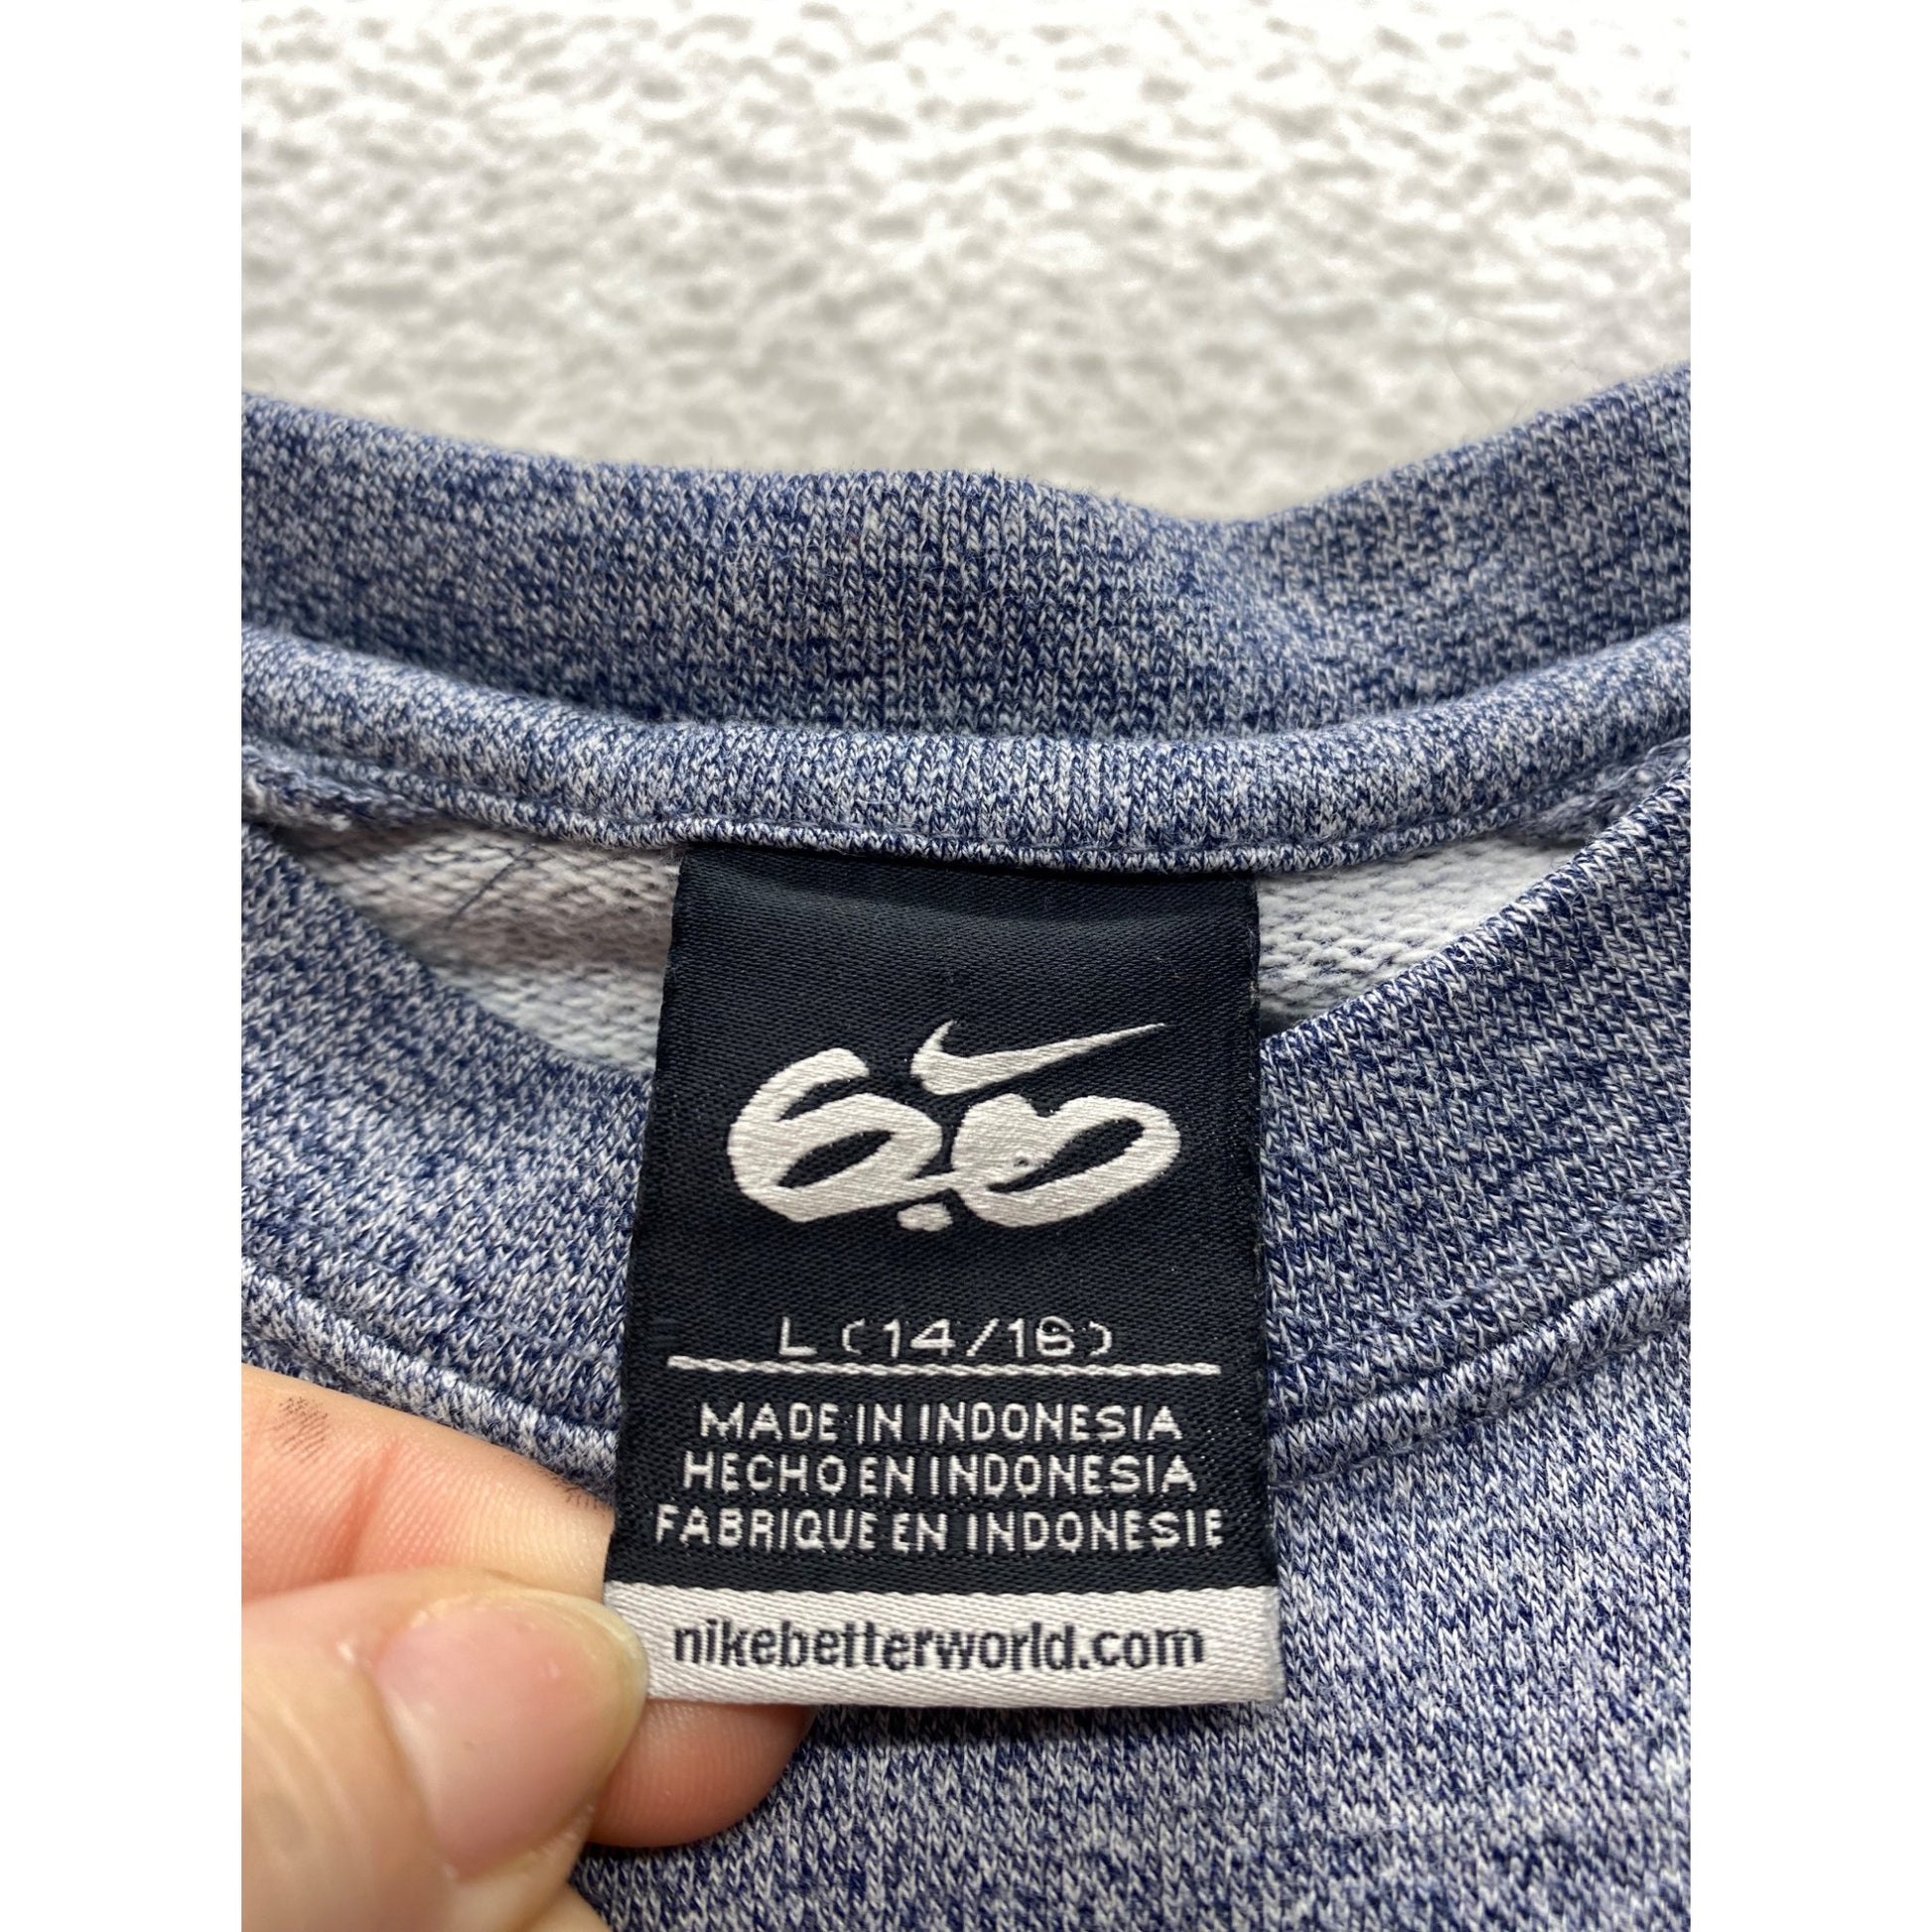 6.0
L (14/16)
MADE IN INDONESIA
HECHO EN INDONESIA
FABRIQUE EN INDONESIE
nikebetterworld.com